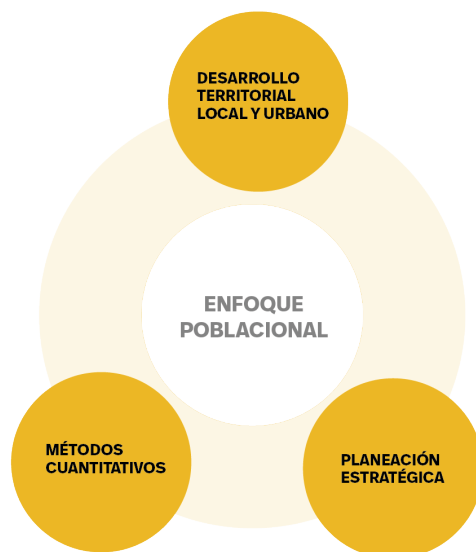 DESARROLLO
TERRITORIAL
LOCAL Y URBANO
ENFOQUE
POBLACIONAL
MÉTODOS
CUANTITATIVOS
PLANEACIÓN
ESTRATÉGICA